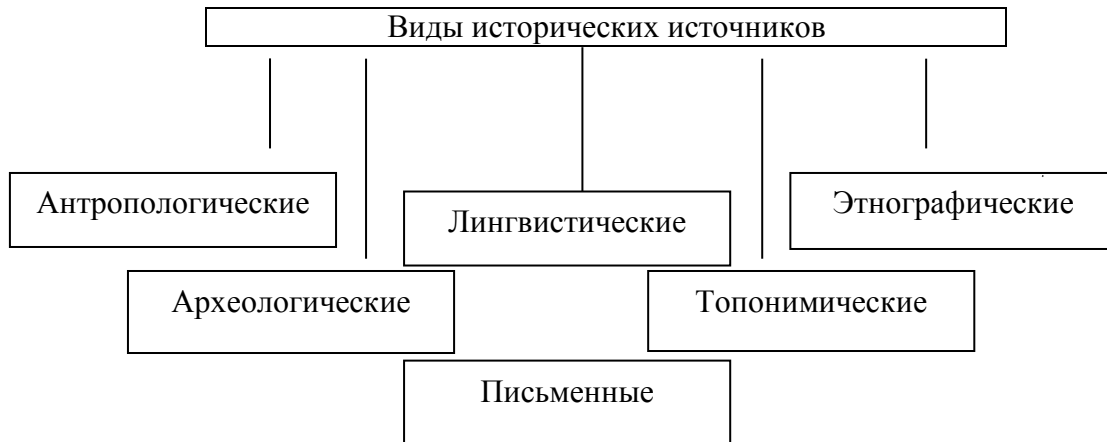 Виды исторических источников
Антропологические
Лингвистические
Этнографические
Археологические
Топонимические
Письменные